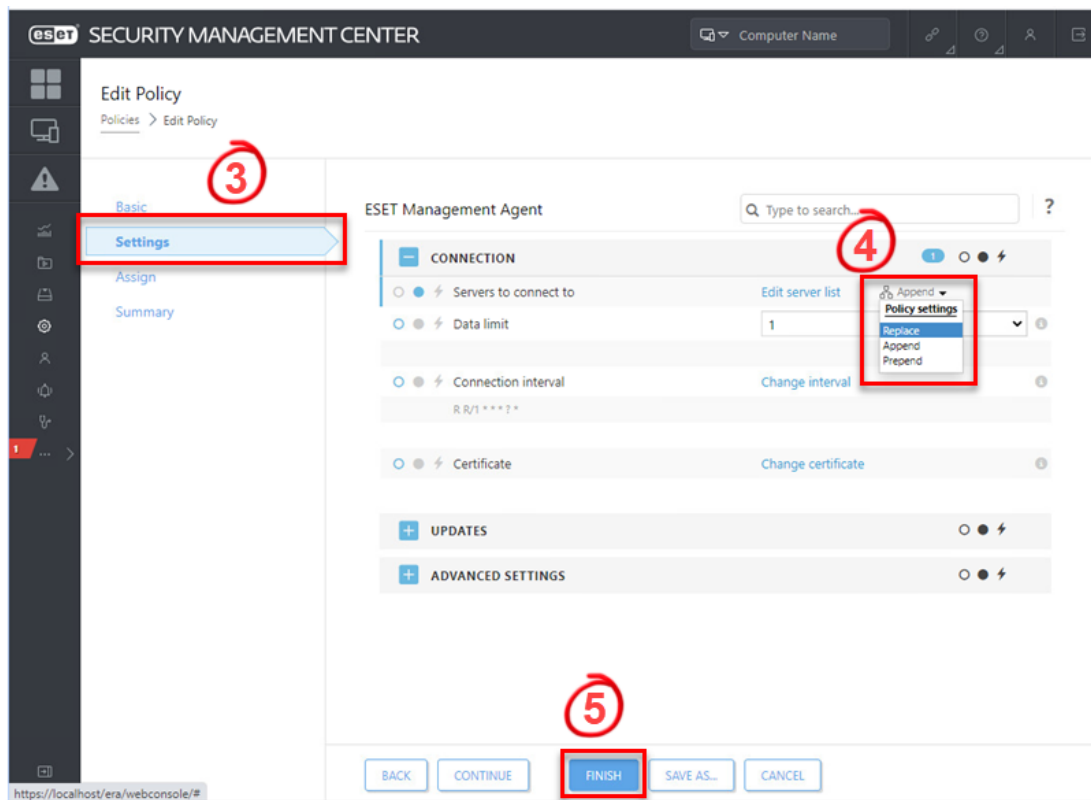 eset SECURITY MANAGEMENT CENTER
Computer Name
Edit Policy
Policies > Edit Policy
3
Basic
Settings
Assign
Summary
ESET Management Agent
Type to search...
?
4
CONNECTION
1
Servers to connect to
Edit server list
Append
Policy settings
Replace
Append
Prepend
Data limit
1
Connection interval
Change interval
R R/1 * * * ? *
Certificate
Change certificate
UPDATES
ADVANCED SETTINGS
1
...
5
BACK
CONTINUE
FINISH
SAVE AS...
CANCEL
https://localhost/era/webconsole/#